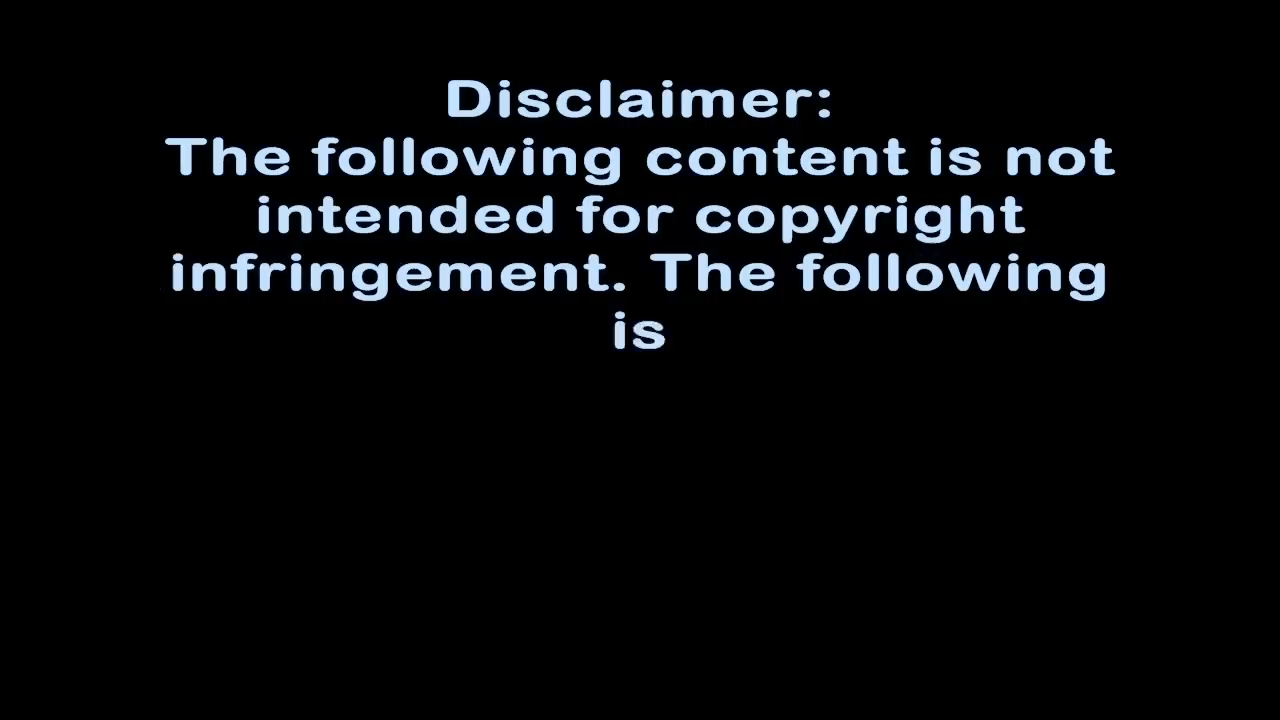 Disclaimer:
The following content is not
intended for copyright
infringement. The following
is